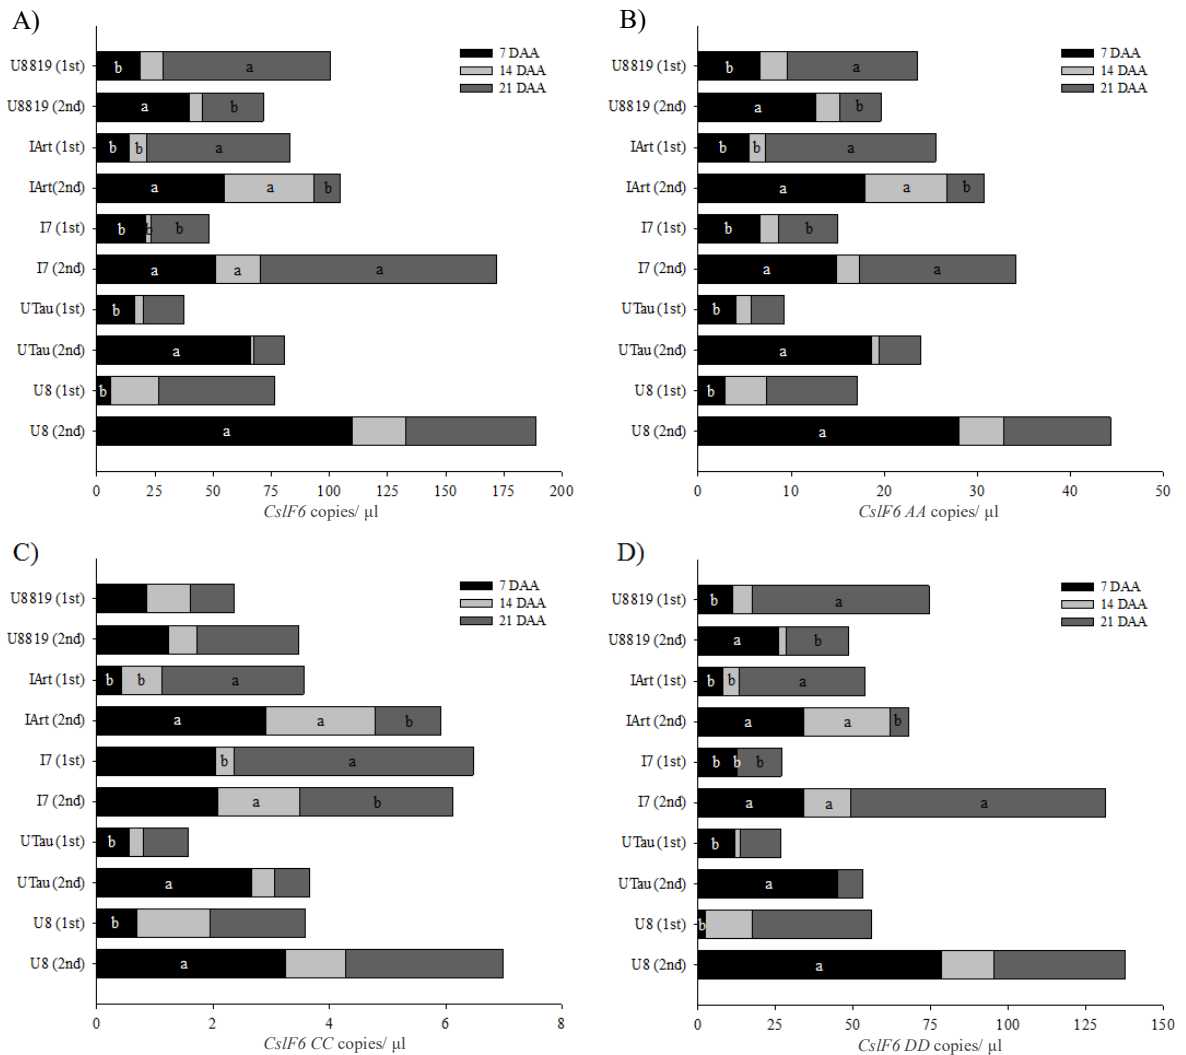 A)
7 DAA
14 DAA
21 DAA
U8819 (1st) b a
U8819 (2nd) a b
IArt (1st) b b a
IArt(2nd) a a b
I7 (1st) b b b
I7 (2nd) a a a
UTau (1st) b
UTau (2nd) a
U8 (1st) b
U8 (2nd) a
0 25 50 75 100 125 150 175 200
CslF6 copies/ µl
B)
7 DAA
14 DAA
21 DAA
U8819 (1st) b a
U8819 (2nd) a b
IArt (1st) b b a
IArt (2nd) a a b
I7 (1st) b b
I7 (2nd) a a
UTau (1st) b
UTau (2nd) a
U8 (1st) b
U8 (2nd) a
0 10 20 30 40 50
CslF6 AA copies/ µl
C)
7 DAA
14 DAA
21 DAA
U8819 (1st)
U8819 (2nd)
IArt (1st) b b a
IArt (2nd) a a b
I7 (1st) b a
I7 (2nd) a b
UTau (1st) b
UTau (2nd) a
U8 (1st) b
U8 (2nd) a
0 2 4 6 8
CslF6 CC copies/ µl
D)
7 DAA
14 DAA
21 DAA
U8819 (1st) b a
U8819 (2nd) a b
IArt (1st) b b a
IArt (2nd) a a b
I7 (1st) b b b
I7 (2nd) a a a
UTau (1st) b
UTau (2nd) a
U8 (1st) b
U8 (2nd) a
0 25 50 75 100 125 150
CslF6 DD copies/ µl